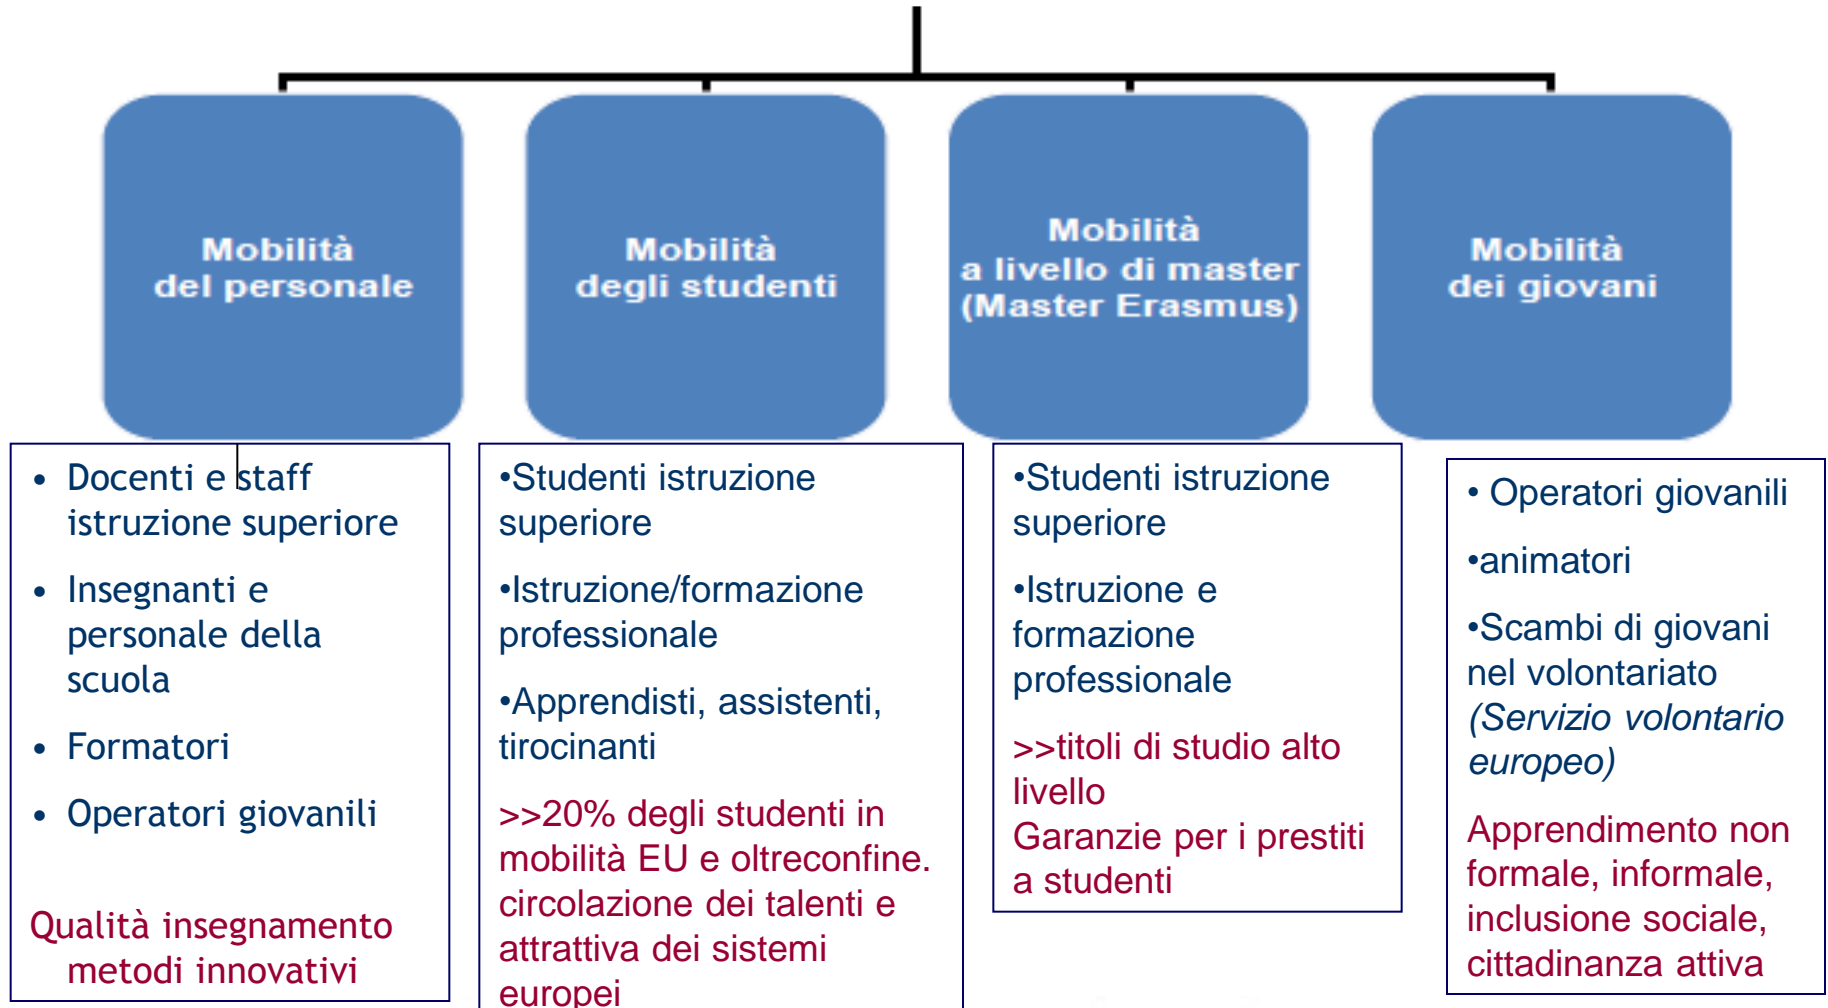 Mobilità
del personale
Mobilità
degli studenti
Mobilità
a livello di master
(Master Erasmus)
Mobilità
dei giovani
• Docenti e staff
istruzione superiore
• Insegnanti e
personale della
scuola
• Formatori
• Operatori giovanili
Qualità insegnamento
metodi innovativi
•Studenti istruzione
superiore
•Istruzione/formazione
professionale
•Apprendisti, assistenti,
tirocinanti
>>20% degli studenti in
mobilità EU e oltreconfine.
circolazione dei talenti e
attrattiva dei sistemi
europei
•Studenti istruzione
superiore
•Istruzione e
formazione
professionale
>>titoli di studio alto
livello
Garanzie per i prestiti
a studenti
• Operatori giovanili
•animatori
•Scambi di giovani
nel volontariato
(Servizio volontario
europeo)
Apprendimento non
formale, informale,
inclusione sociale,
cittadinanza attiva